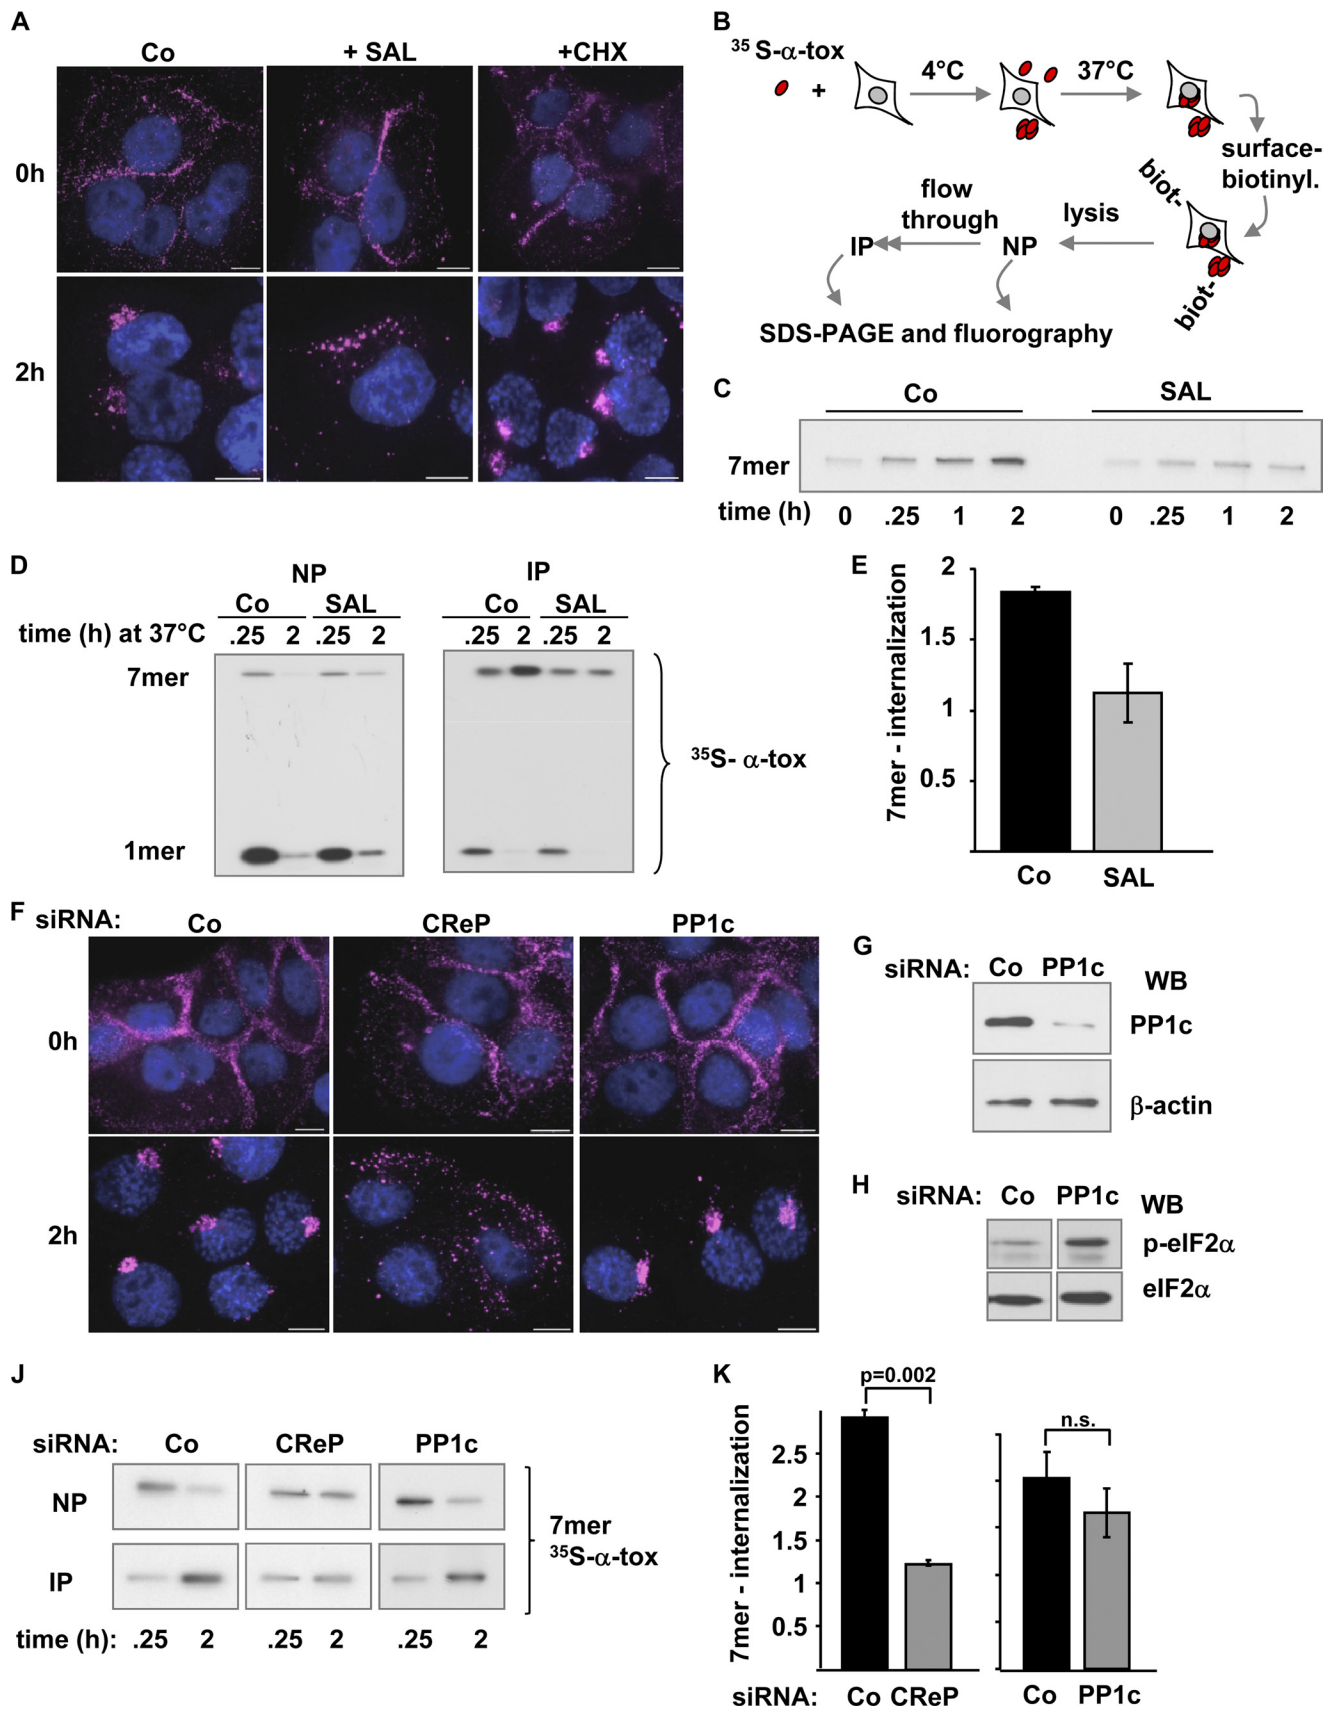 A
Co
+ SAL
+CHX
0h
2h
B
35 S-α-tox
+
4°C
37°C
surface-
biotinyl.
biot-
biot-
lysis
NP
flow
through
IP
SDS-PAGE and fluorography
C
Co
SAL
7mer
time (h) 0 .25 1 2 0 .25 1 2
D
NP
IP
Co SAL
Co SAL
time (h) at 37°C .25 2 .25 2
.25 2 .25 2
7mer
1mer
35S- α-tox
E
7mer - internalization
2
1.5
1
0.5
Co SAL
F
siRNA: Co CReP PP1c
0h
2h
G
siRNA: Co PP1c
WB
PP1c
β-actin
H
siRNA: Co PP1c
WB
p-eIF2α
eIF2α
J
siRNA: Co CReP PP1c
NP
IP
7mer
35S-α-tox
time (h): .25 2 .25 2 .25 2
K
7mer - internalization
p=0.002
2.5
2
1.5
1
0.5
n.s.
siRNA: Co CReP Co PP1c